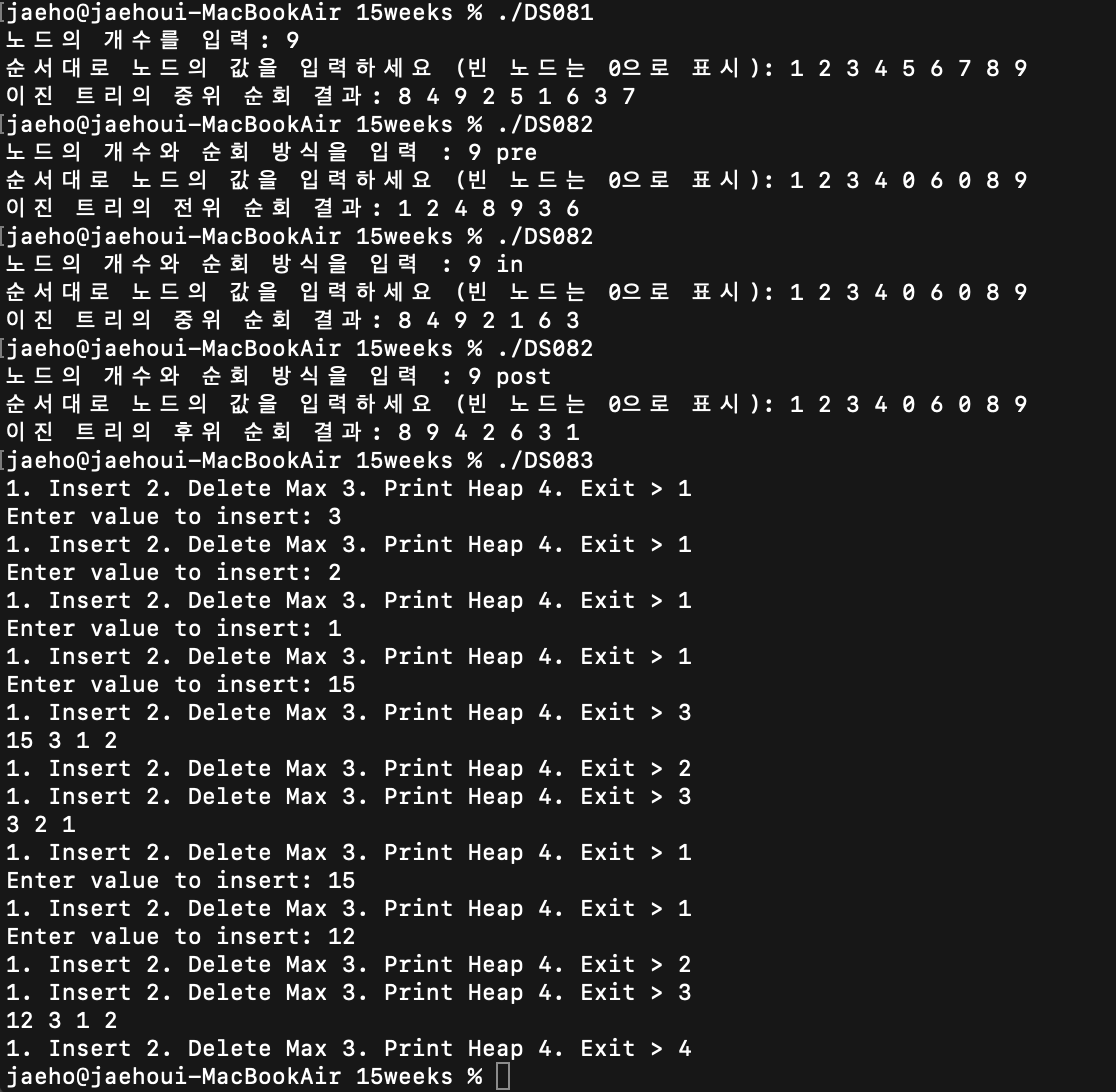 jaeho@jaehoui-MacBookAir 15weeks % ./DS081
노드의 개수를 입력: 9
순서대로 노드의 값을 입력하세요 (빈 노드는 0으로 표시): 1 2 3 4 5 6 7 8 9
이진 트리의 중위 순회 결과: 8 4 9 2 5 1 6 3 7
jaeho@jaehoui-MacBookAir 15weeks % ./DS082
노드의 개수와 순회 방식을 입력 : 9 pre
순서대로 노드의 값을 입력하세요 (빈 노드는 0으로 표시): 1 2 3 4 0 6 0 8 9
이진 트리의 전위 순회 결과: 1 2 4 8 9 3 6
jaeho@jaehoui-MacBookAir 15weeks % ./DS082
노드의 개수와 순회 방식을 입력 : 9 in
순서대로 노드의 값을 입력하세요 (빈 노드는 0으로 표시): 1 2 3 4 0 6 0 8 9
이진 트리의 중위 순회 결과: 8 4 9 2 1 6 3
jaeho@jaehoui-MacBookAir 15weeks % ./DS082
노드의 개수와 순회 방식을 입력 : 9 post
순서대로 노드의 값을 입력하세요 (빈 노드는 0으로 표시): 1 2 3 4 0 6 0 8 9
이진 트리의 후위 순회 결과: 8 9 4 2 6 3 1
jaeho@jaehoui-MacBookAir 15weeks % ./DS083
1. Insert 2. Delete Max 3. Print Heap 4. Exit > 1
Enter value to insert: 3
1. Insert 2. Delete Max 3. Print Heap 4. Exit > 1
Enter value to insert: 2
1. Insert 2. Delete Max 3. Print Heap 4. Exit > 1
Enter value to insert: 1
1. Insert 2. Delete Max 3. Print Heap 4. Exit > 1
Enter value to insert: 15
1. Insert 2. Delete Max 3. Print Heap 4. Exit > 3
15 3 1 2
1. Insert 2. Delete Max 3. Print Heap 4. Exit > 2
1. Insert 2. Delete Max 3. Print Heap 4. Exit > 3
3 2 1
1. Insert 2. Delete Max 3. Print Heap 4. Exit > 1
Enter value to insert: 15
1. Insert 2. Delete Max 3. Print Heap 4. Exit > 1
Enter value to insert: 12
1. Insert 2. Delete Max 3. Print Heap 4. Exit > 2
1. Insert 2. Delete Max 3. Print Heap 4. Exit > 3
12 3 1 2
1. Insert 2. Delete Max 3. Print Heap 4. Exit > 4
jaeho@jaehoui-MacBookAir 15weeks %